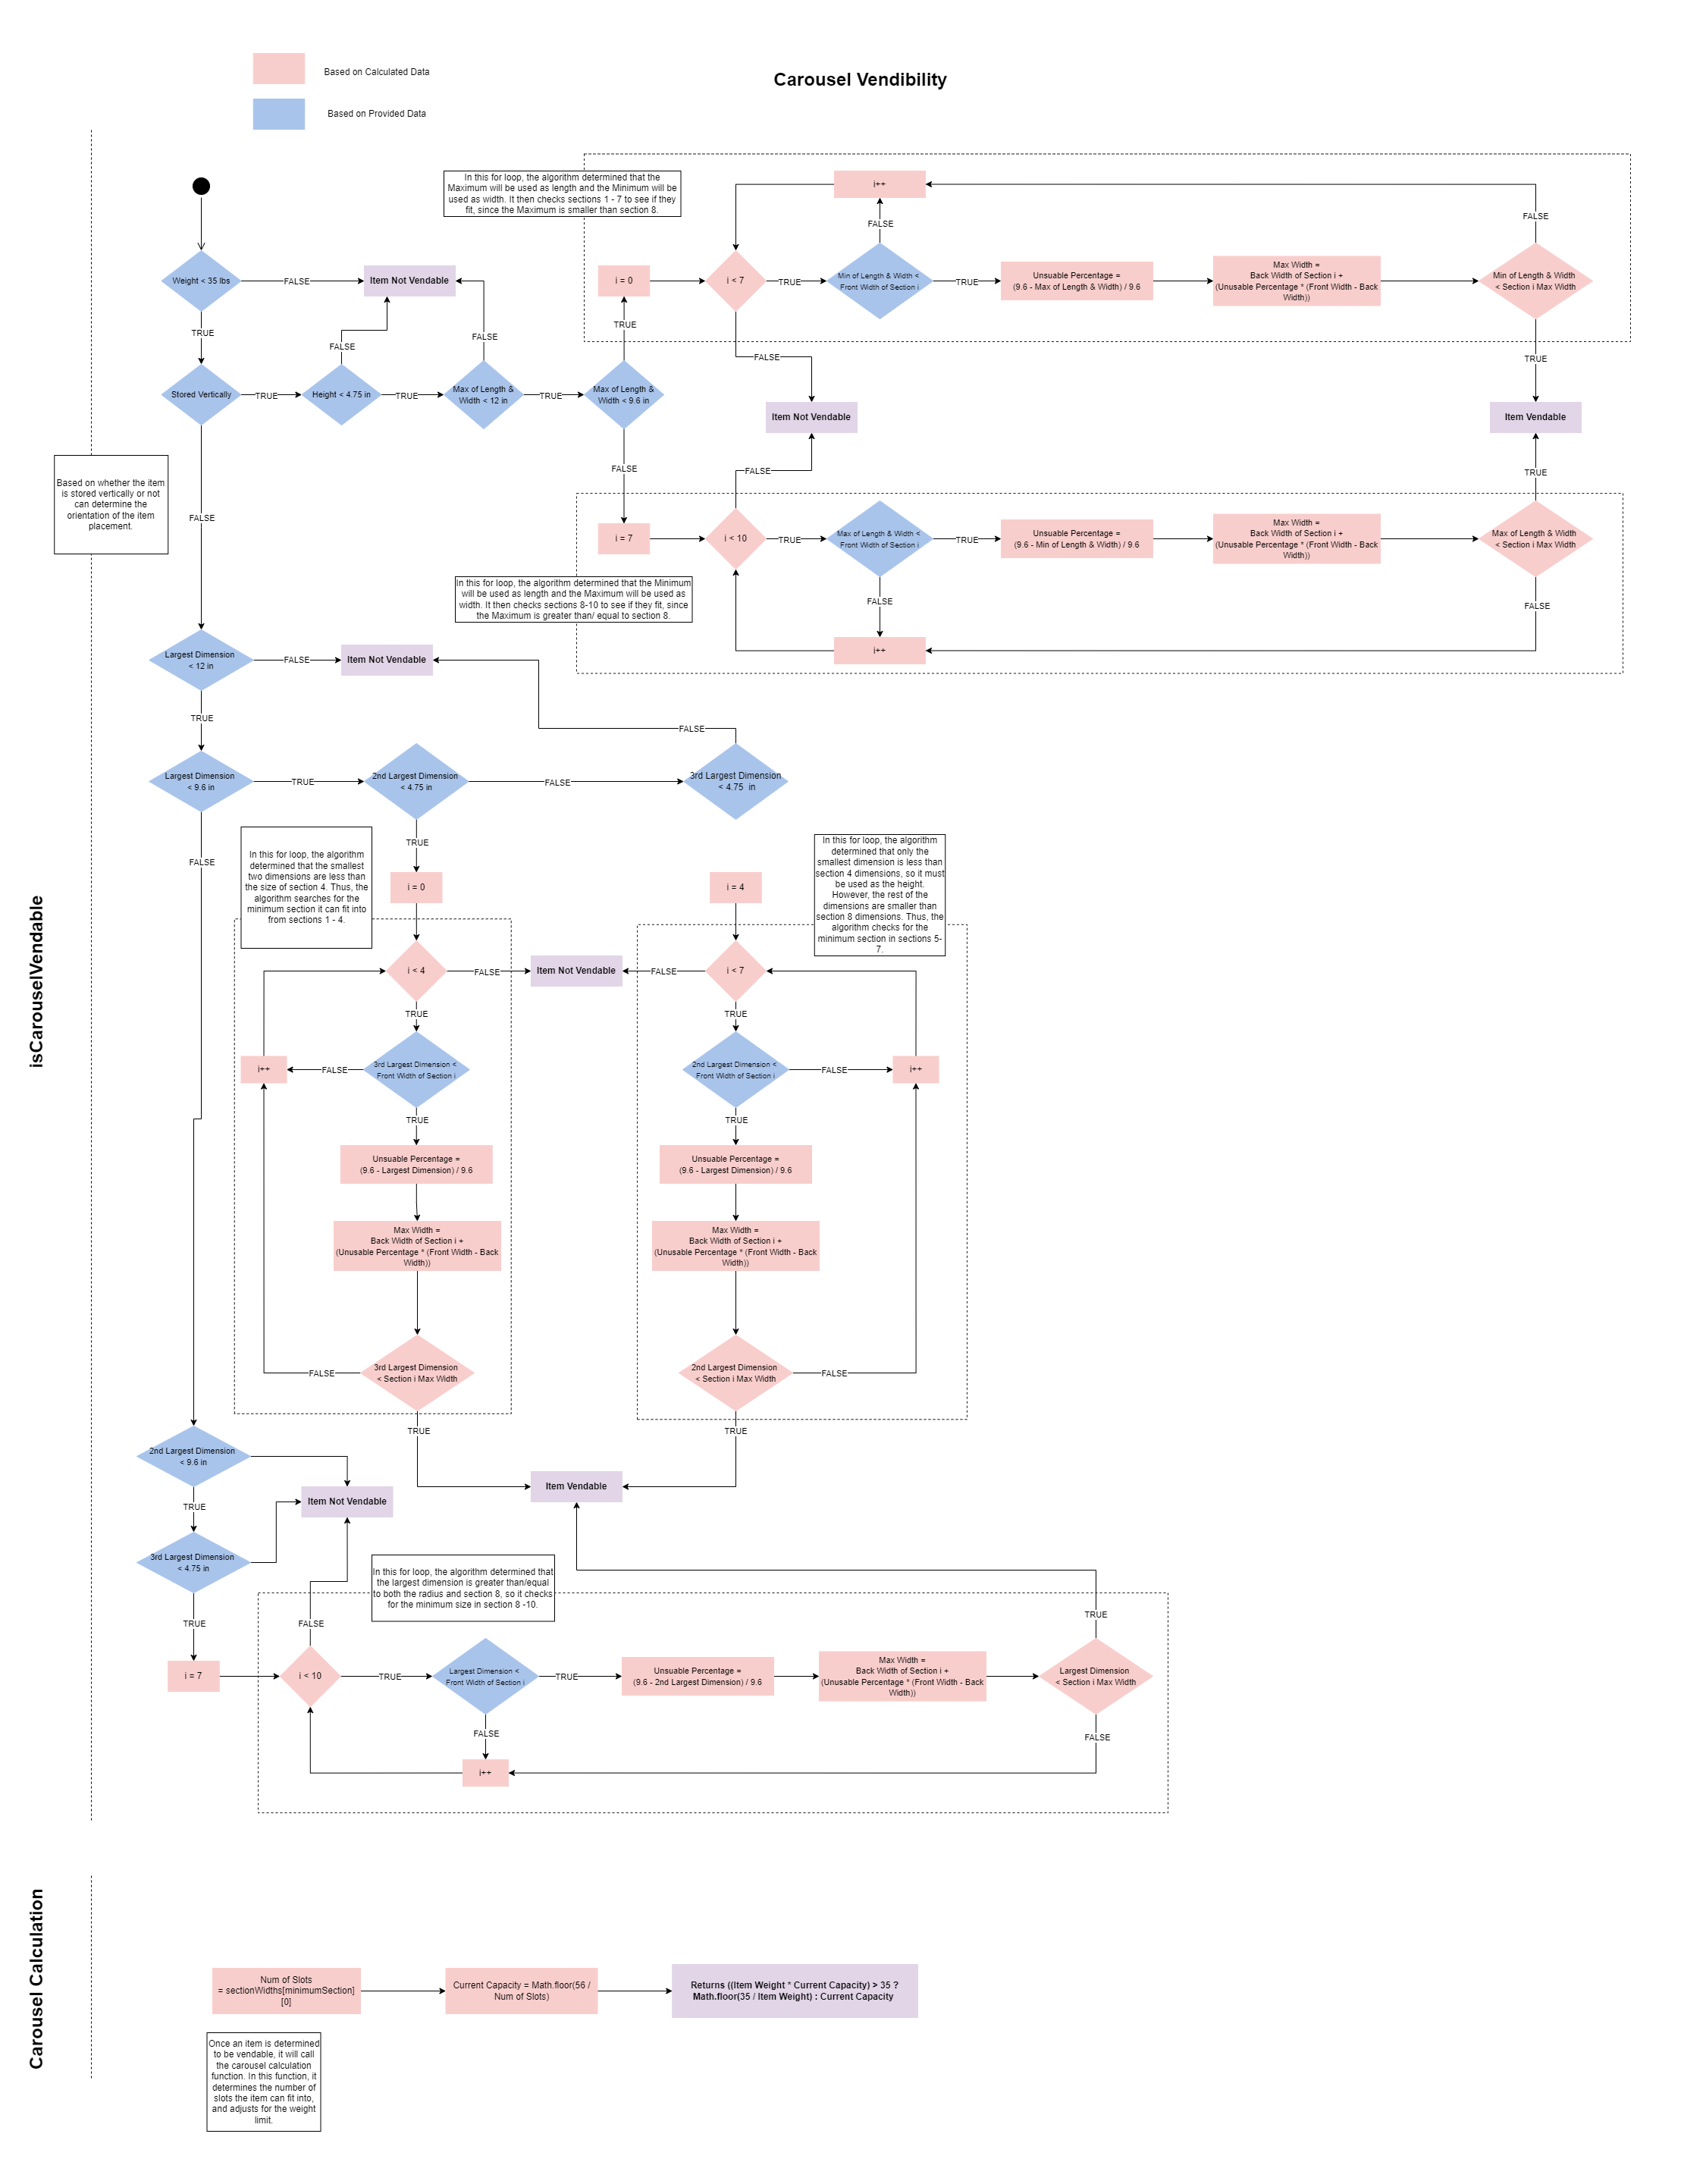 Carousel Vendibility
Based on Calculated Data
Based on Provided Data
isCarouselVendable
Weight < 35 lbs
FALSE
Item Not Vendable
TRUE
Stored Vertically
TRUE
Height < 4.75 in
FALSE
TRUE
Max of Length &
Width < 12 in
FALSE
TRUE
Max of Length &
Width < 9.6 in
TRUE
FALSE
In this for loop, the algorithm determined that the
Maximum will be used as length and the Minimum will be
used as width. It then checks sections 1 - 7 to see if they
fit, since the Maximum is smaller than section 8.
i = 0
i < 7
TRUE
FALSE
i++
FALSE
Min of Length & Width <
Front Width of Section i
TRUE
Unsuable Percentage =
(9.6 - Max of Length & Width) / 9.6
Max Width =
Back Width of Section i +
(Unusable Percentage * (Front Width - Back
Width))
Min of Length & Width
< Section i Max Width
FALSE
TRUE
Item Not Vendable
Item Vendable
FALSE
TRUE
i = 7
i < 10
TRUE
Max of Length & Width <
Front Width of Section i
TRUE
FALSE
Unsuable Percentage =
(9.6 - Min of Length & Width) / 9.6
Max Width =
Back Width of Section i +
(Unusable Percentage * (Front Width - Back
Width))
Max of Length & Width
< Section i Max Width
FALSE
i++
In this for loop, the algorithm determined that the Minimum
will be used as length and the Maximum will be used as
width. It then checks sections 8-10 to see if they fit, since
the Maximum is greater than/ equal to section 8.
Based on whether the item
is stored vertically or not
can determine the
orientation of the item
placement.
FALSE
Largest Dimension
< 12 in
FALSE
Item Not Vendable
TRUE
FALSE
Largest Dimension
< 9.6 in
TRUE
2nd Largest Dimension
< 4.75 in
FALSE
3rd Largest Dimension
< 4.75  in
TRUE
FALSE
In this for loop, the algorithm
determined that the smallest
two dimensions are less than
the size of section 4. Thus, the
algorithm searches for the
minimum section it can fit into
from sections 1 - 4.
i = 0
i < 4
FALSE
Item Not Vendable
TRUE
3rd Largest Dimension <
Front Width of Section i
FALSE
i++
TRUE
Unsuable Percentage =
(9.6 - Largest Dimension) / 9.6
Max Width =
Back Width of Section i +
(Unusable Percentage * (Front Width - Back
Width))
3rd Largest Dimension
< Section i Max Width
FALSE
TRUE
In this for loop, the algorithm
determined that only the
smallest dimension is less than
section 4 dimensions, so it must
be used as the height.
However, the rest of the
dimensions are smaller than
section 8 dimensions. Thus, the
algorithm checks for the
minimum section in sections 5-
7.
i = 4
i < 7
FALSE
TRUE
2nd Largest Dimension <
Front Width of Section i
FALSE
i++
TRUE
Unsuable Percentage =
(9.6 - Largest Dimension) / 9.6
Max Width =
Back Width of Section i +
(Unusable Percentage * (Front Width - Back
Width))
2nd Largest Dimension
< Section i Max Width
FALSE
TRUE
Item Vendable
2nd Largest Dimension
< 9.6 in
TRUE
Item Not Vendable
3rd Largest Dimension
< 4.75 in
TRUE
In this for loop, the algorithm determined that
the largest dimension is greater than/equal
to both the radius and section 8, so it checks
for the minimum size in section 8 -10.
i = 7
i < 10
FALSE
TRUE
Largest Dimension <
Front Width of Section i
TRUE
FALSE
Unsuable Percentage =
(9.6 - 2nd Largest Dimension) / 9.6
Max Width =
Back Width of Section i +
(Unusable Percentage * (Front Width - Back
Width))
Largest Dimension
< Section i Max Width
TRUE
FALSE
i++
Carousel Calculation
Num of Slots
= sectionWidths[minimumSection]
[0]
Current Capacity = Math.floor(56 /
Num of Slots)
Returns ((Item Weight * Current Capacity) > 35 ?
Math.floor(35 / Item Weight) : Current Capacity
Once an item is determined
to be vendable, it will call
the carousel calculation
function. In this function, it
determines the number of
slots the item can fit into,
and adjusts for the weight
limit.